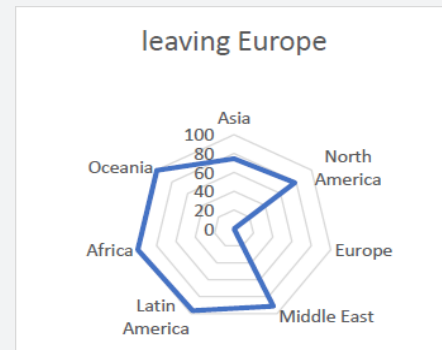 leaving Europe
Asia
100
80
60
40
20
0
North
America
Europe
Middle East
Latin
America
Africa
Oceania